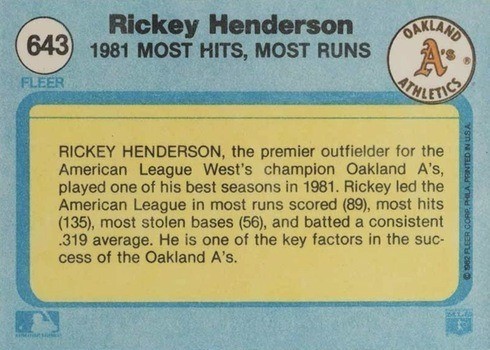 643
FLEER
Rickey Henderson
1981 MOST HITS, MOST RUNS
OAKLAND
A's
ATHLETICS
®
RICKEY HENDERSON, the premier outfielder for the
American League West's champion Oakland A's,
played one of his best seasons in 1981. Rickey led the
American League in most runs scored (89), most hits
(135), most stolen bases (56), and batted a consistent
.319 average. He is one of the key factors in the suc-
cess of the Oakland A's.
© 1982 FLEER CORP. PHILA. PRINTED IN U.S.A.